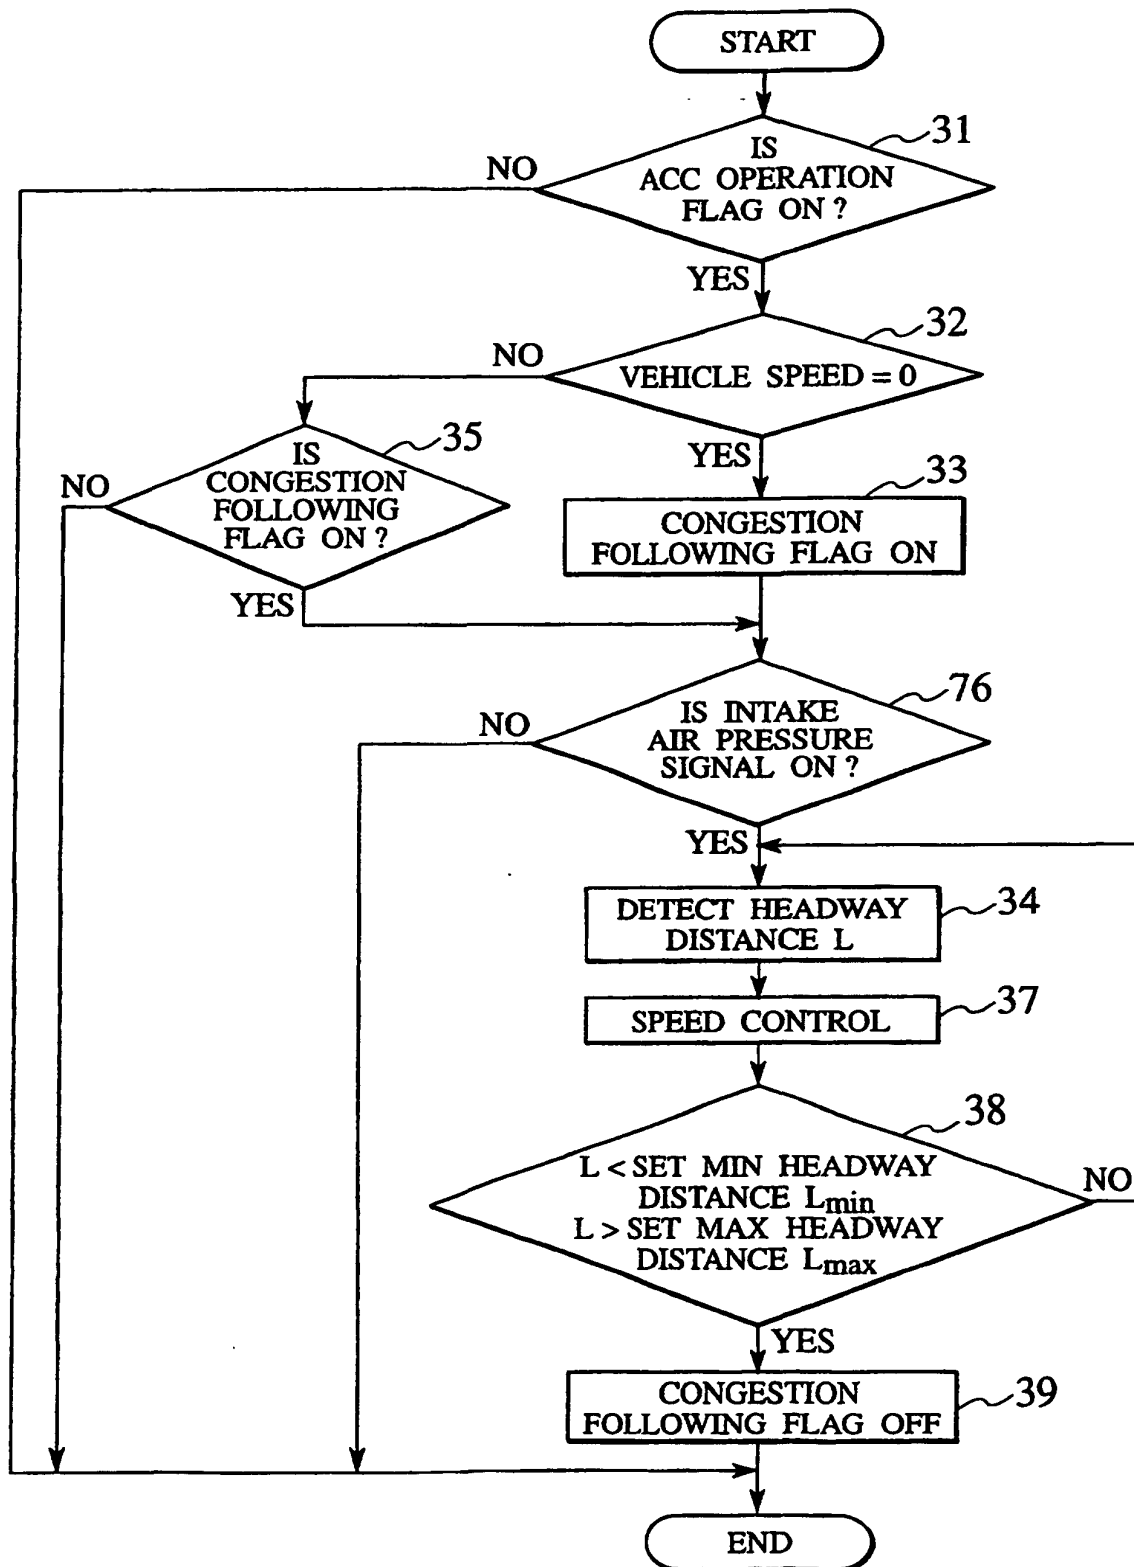 START
31
IS
ACC OPERATION
FLAG ON ?
NO
YES
32
VEHICLE SPEED = 0
NO
YES
35
IS
CONGESTION
FOLLOWING
FLAG ON ?
NO
YES
33
CONGESTION
FOLLOWING FLAG ON
76
IS INTAKE
AIR PRESSURE
SIGNAL ON ?
NO
YES
34
DETECT HEADWAY
DISTANCE L
37
SPEED CONTROL
38
L < SET MIN HEADWAY
DISTANCE Lmin
L > SET MAX HEADWAY
DISTANCE Lmax
NO
YES
39
CONGESTION
FOLLOWING FLAG OFF
END